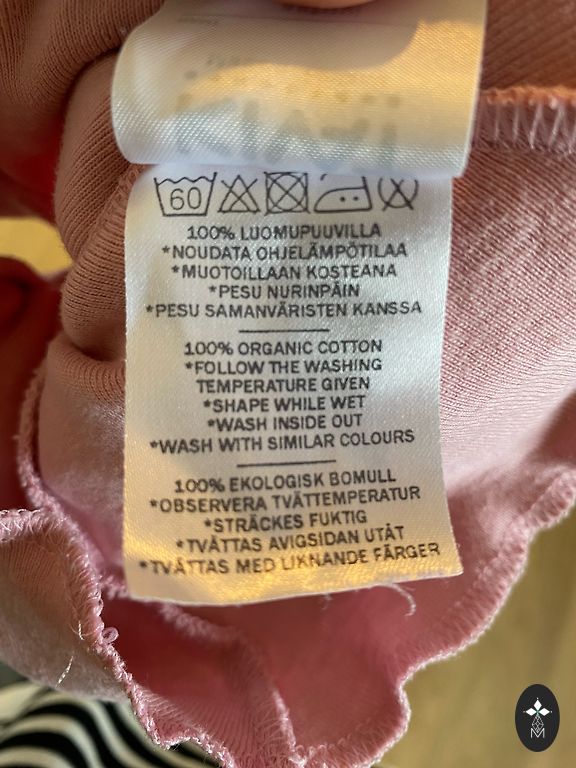 60
100% LUOMUPUUVILLA
*NOUDATA OHJELÄMPÖTILAA
*MUOTOILLAAN KOSTEANA
*PESU NURINPÄIN
*PESU SAMANVÄRISTEN KANSSA
100% ORGANIC COTTON
*FOLLOW THE WASHING
TEMPERATURE GIVEN
*SHAPE WHILE WET
*WASH INSIDE OUT
*WASH WITH SIMILAR COLOURS
100% EKOLOGISK BOMULL
*OBSERVERA TVÄTTEMPERATUR
*STRÄCKES FUKTIG
*TVÄTTAS AVIGSIDAN UTÅT
*TVÄTTAS MED LIKNANDE FÄRGER